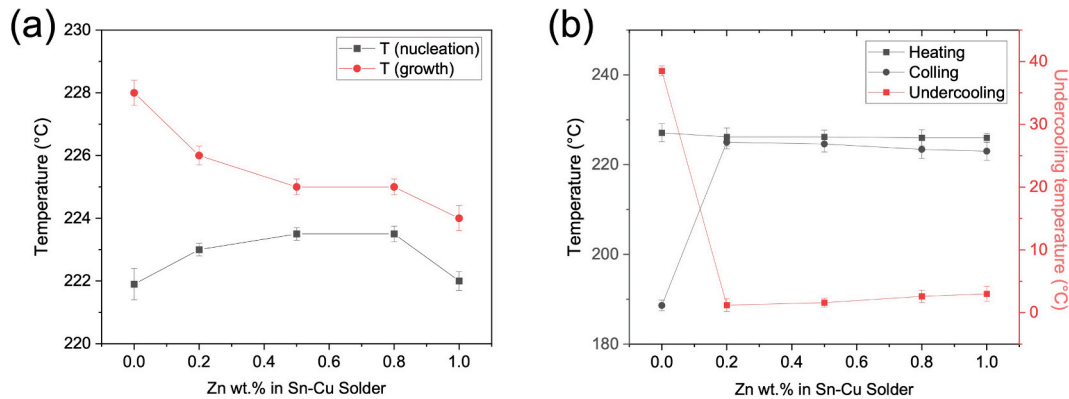 (a)
230
228
226
224
222
220
Temperature (°C)
T (nucleation)
T (growth)
0.0 0.2 0.4 0.6 0.8 1.0
Zn wt.% in Sn-Cu Solder
(b)
240
220
200
180
Temperature (°C)
Heating
Colling
Undercooling
40
30
20
10
0
Undercooling temperature (°C)
0.0 0.2 0.4 0.6 0.8 1.0
Zn wt.% in Sn-Cu Solder